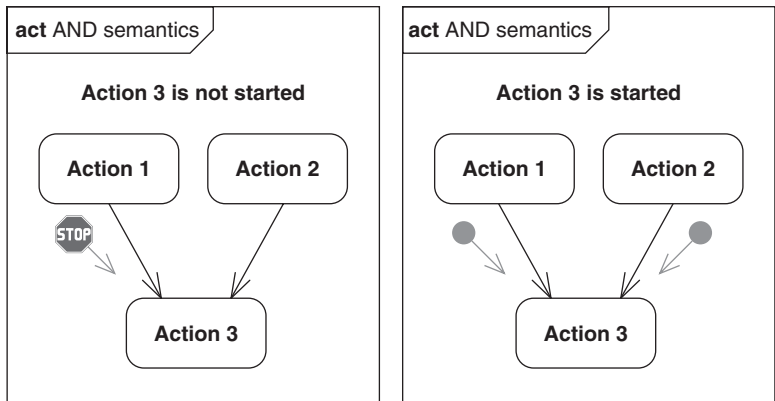 act AND semantics
Action 3 is not started
Action 1
Action 2
STOP
Action 3
act AND semantics
Action 3 is started
Action 1
Action 2
Action 3